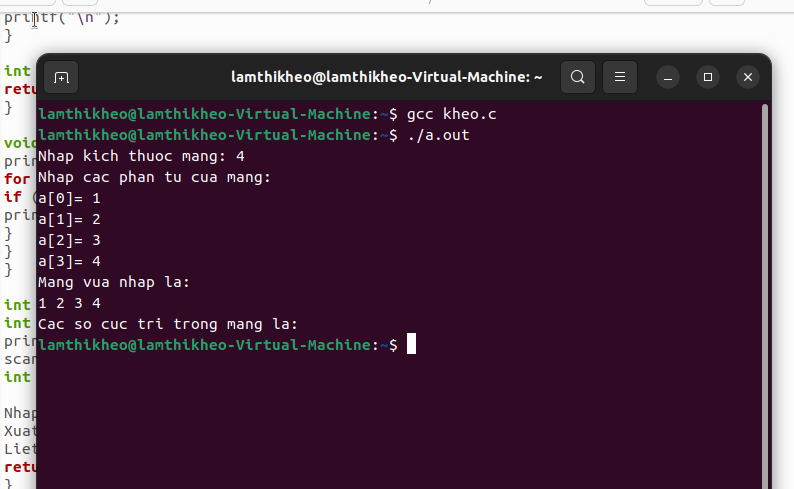 printf("\n");
}
int
retu
}
void
prin
for
if (
prin
}
}
}
int
int
prin
scan
int
Nhap
Xuat
Liet
retu
}
lamthikheo@lamthikheo-Virtual-Machine: ~
lamthikheo@lamthikheo-Virtual-Machine:~$ gcc kheo.c
lamthikheo@lamthikheo-Virtual-Machine:~$ ./a.out
Nhap kich thuoc mang: 4
Nhap cac phan tu cua mang:
a[0]= 1
a[1]= 2
a[2]= 3
a[3]= 4
Mang vua nhap la:
1 2 3 4
Cac so cuc tri trong mang la:
lamthikheo@lamthikheo-Virtual-Machine:~$